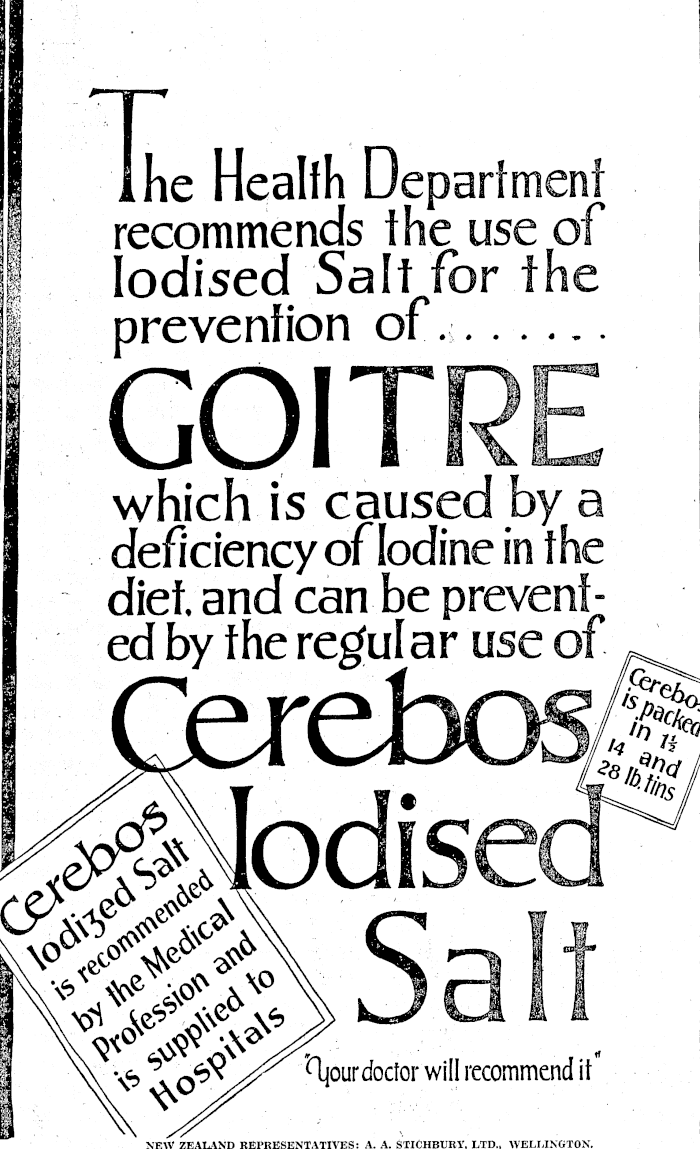 The Health Department
recommends the use of
Iodised Salt for the
prevention of ........
GOITRE
which is caused by a
deficiency of Iodine in the
diet, and can be prevent-
ed by the regular use of
Cerebos
Iodised
Salt
"Your doctor will recommend it"
Cerebos
is packed
in 1½
14 and
28 lb. tins
Cerebos
Iodized Salt
is recommended
by the Medical
Profession and
is supplied to
Hospitals
NEW ZEALAND REPRESENTATIVES: A. A. STICHBURY, LTD., WELLINGTON.